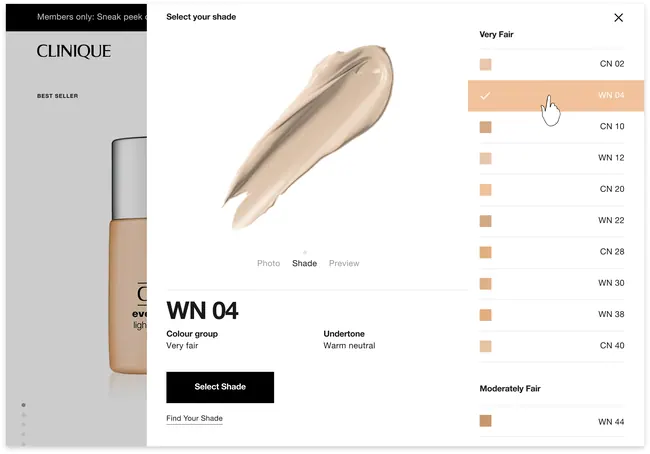 Members only: Sneak peek
CLINIQUE
BEST SELLER
Select your shade
Photo
Shade
Preview
WN 04
Colour group
Very fair
Undertone
Warm neutral
Select Shade
Find Your Shade
Very Fair
CN 02
WN 04
CN 10
WN 12
CN 20
WN 22
CN 28
WN 30
WN 38
CN 40
Moderately Fair
WN 44